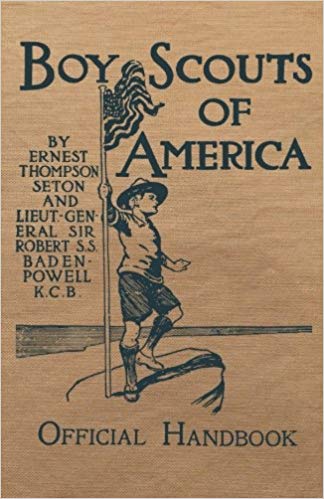 BOY SCOUTS
OF
AMERICA
BY
ERNEST
THOMPSON
SETON
AND
LIEUT.-GEN-
ERAL SIR
ROBERT S.S.
BADEN-
POWELL
K.C.B.
OFFICIAL HANDBOOK